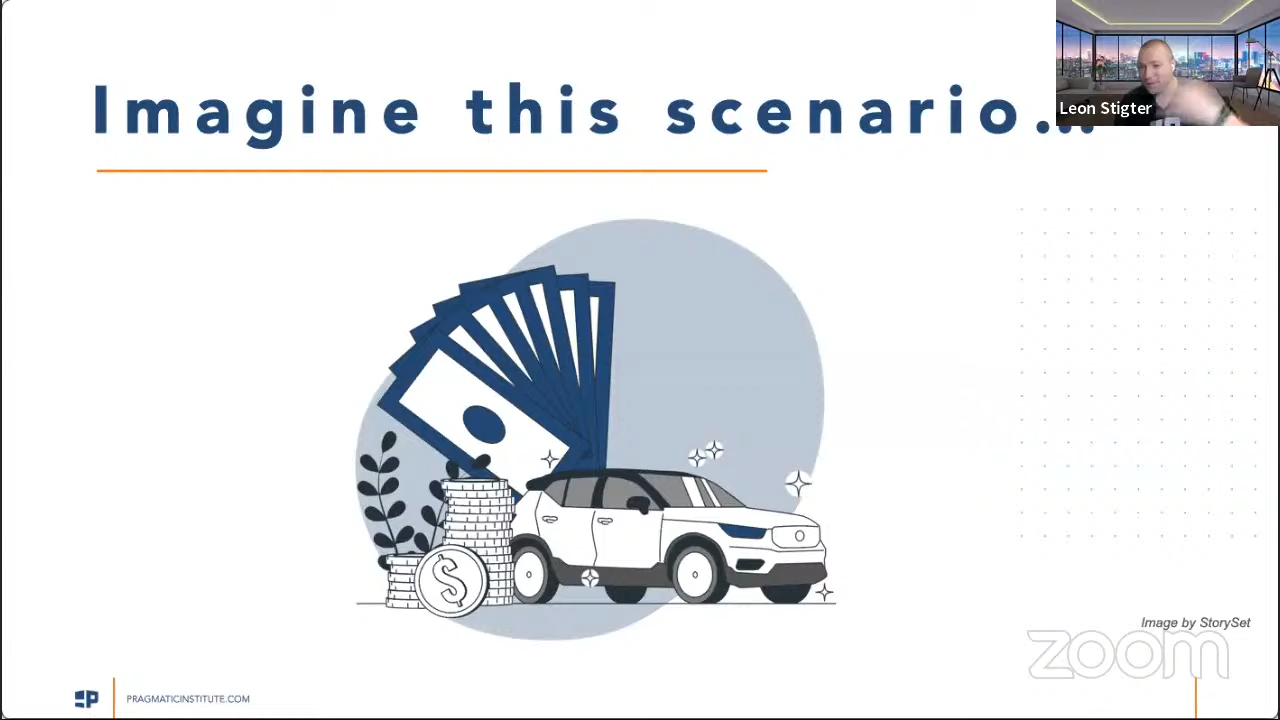 Imagine this scenario...
Leon Stigter
$
Image by StorySet
zoom
P
PRAGMATICINSTITUTE.COM